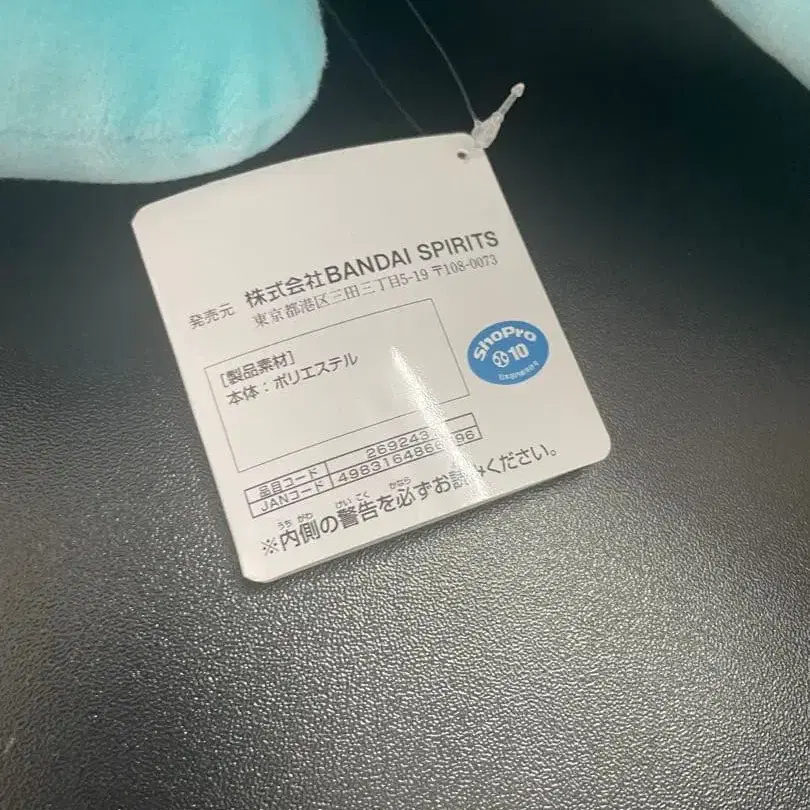 発売元 株式会社BANDAI SPIRITS
東京都港区三田三丁目5-19 〒108-0073
[製品素材]
本体：ポリエステル
ShoPro
10
品目コード 269243
JANコード
※内側の警告を必ずお読みください。